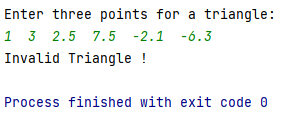 Enter three points for a triangle:
1  3  2.5  7.5  -2.1  -6.3
Invalid Triangle !
Process finished with exit code 0